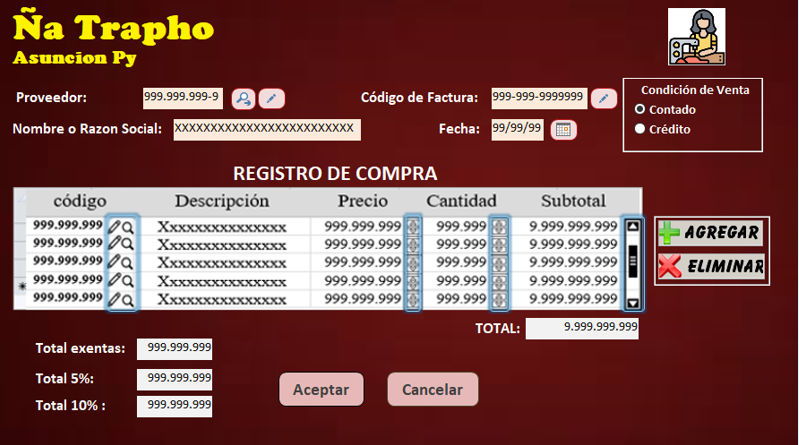 Ña Trapho
Asuncion Py
Proveedor: 999.999.999-9 Código de Factura: 999-999-9999999 Condición de Venta
Contado
Nombre o Razon Social: XXXXXXXXXXXXXXXXXXXXXXXXX Fecha: 99/99/99 Crédito
REGISTRO DE COMPRA
código Descripción Precio Cantidad Subtotal
999.999.999 Xxxxxxxxxxxxxxxx 999.999.999 999.999 9.999.999.999
999.999.999 Xxxxxxxxxxxxxxxx 999.999.999 999.999 9.999.999.999
999.999.999 Xxxxxxxxxxxxxxxx 999.999.999 999.999 9.999.999.999
999.999.999 Xxxxxxxxxxxxxxxx 999.999.999 999.999 9.999.999.999
999.999.999 Xxxxxxxxxxxxxxxx 999.999.999 999.999 9.999.999.999
AGREGAR
ELIMINAR
TOTAL: 9.999.999.999
Total exentas: 999.999.999
Total 5%: 999.999.999
Total 10% : 999.999.999
Aceptar Cancelar